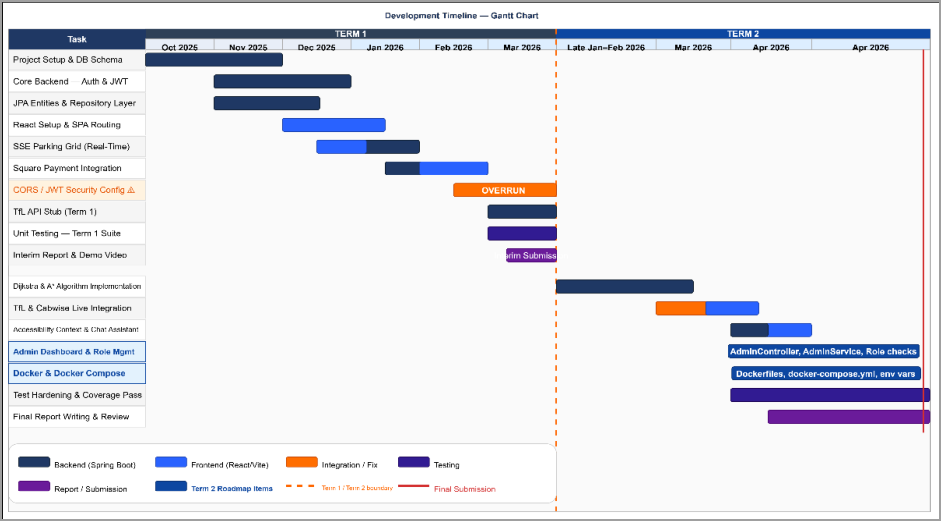 Development Timeline — Gantt Chart
Task
TERM 1
TERM 2
Oct 2025
Nov 2025
Dec 2025
Jan 2026
Feb 2026
Mar 2026
Late Jan–Feb 2026
Mar 2026
Apr 2026
Apr 2026
Project Setup & DB Schema
Core Backend — Auth & JWT
JPA Entities & Repository Layer
React Setup & SPA Routing
SSE Parking Grid (Real-Time)
Square Payment Integration
CORS / JWT Security Config ⚠
OVERRUN
TfL API Stub (Term 1)
Unit Testing — Term 1 Suite
Interim Report & Demo Video
rim Submiss
Dijkstra & A* Algorithm Implementation
TfL & Cabwise Live Integration
Accessibility Context & Chat Assistant
Admin Dashboard & Role Mgmt
AdminController, AdminService, Role checks
Docker & Docker Compose
Dockerfiles, docker-compose.yml, env vars
Test Hardening & Coverage Pass
Final Report Writing & Review
Backend (Spring Boot)
Frontend (React/Vite)
Integration / Fix
Testing
Report / Submission
Term 2 Roadmap items
Term 1 / Term 2 boundary
Final Submission